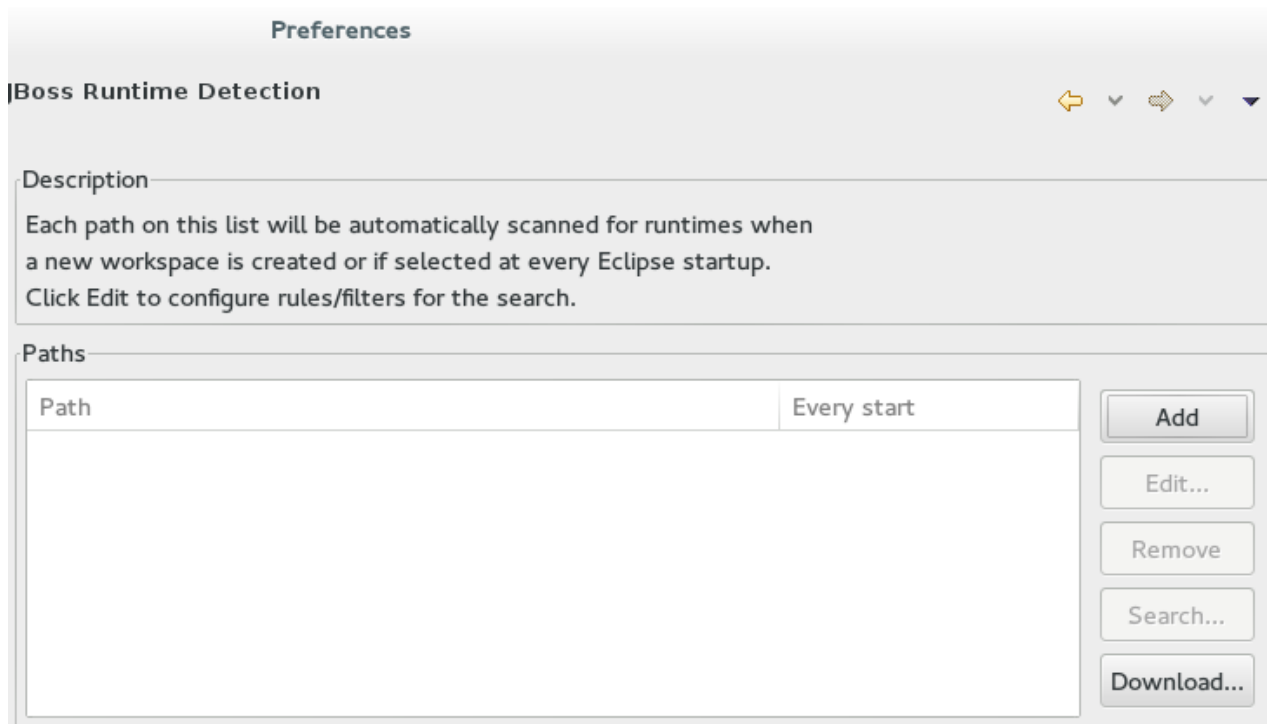 Preferences
JBoss Runtime Detection
Description
Each path on this list will be automatically scanned for runtimes when
a new workspace is created or if selected at every Eclipse startup.
Click Edit to configure rules/filters for the search.
Paths
Path Every start
Add
Edit...
Remove
Search...
Download...